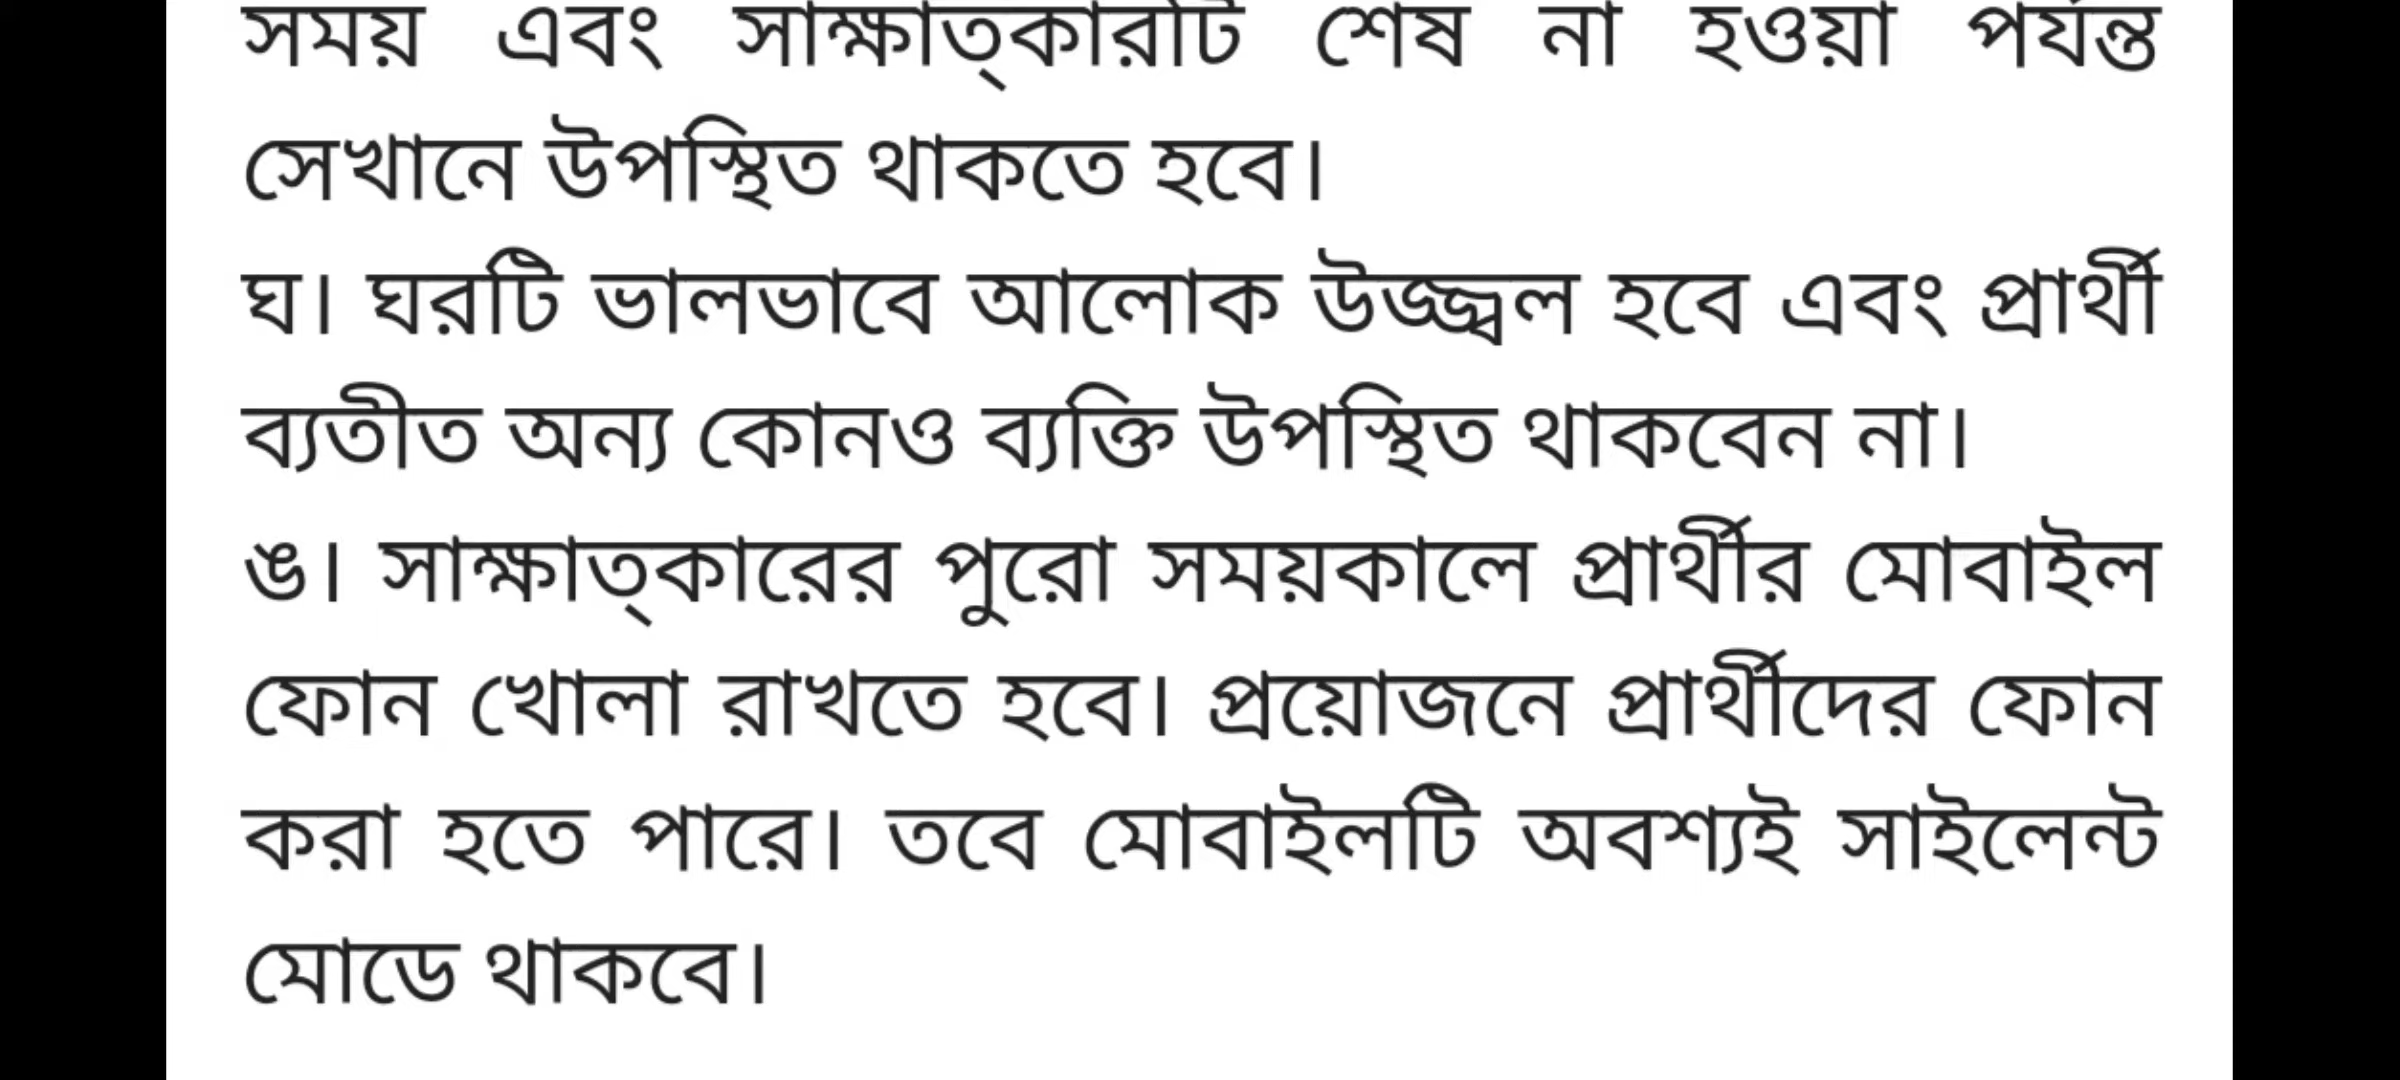 সময় এবং সাক্ষাত্কারটি শেষ না হওয়া পর্যন্ত
সেখানে উপস্থিত থাকতে হবে।
ঘ। ঘরটি ভালভাবে আলোক উজ্জ্বল হবে এবং প্রার্থী
ব্যতীত অন্য কোনও ব্যক্তি উপস্থিত থাকবেন না।
ঙ। সাক্ষাত্কারের পুরো সময়কালে প্রার্থীর মোবাইল
ফোন খোলা রাখতে হবে। প্রয়োজনে প্রার্থীদের ফোন
করা হতে পারে। তবে মোবাইলটি অবশ্যই সাইলেন্ট
মোডে থাকবে।